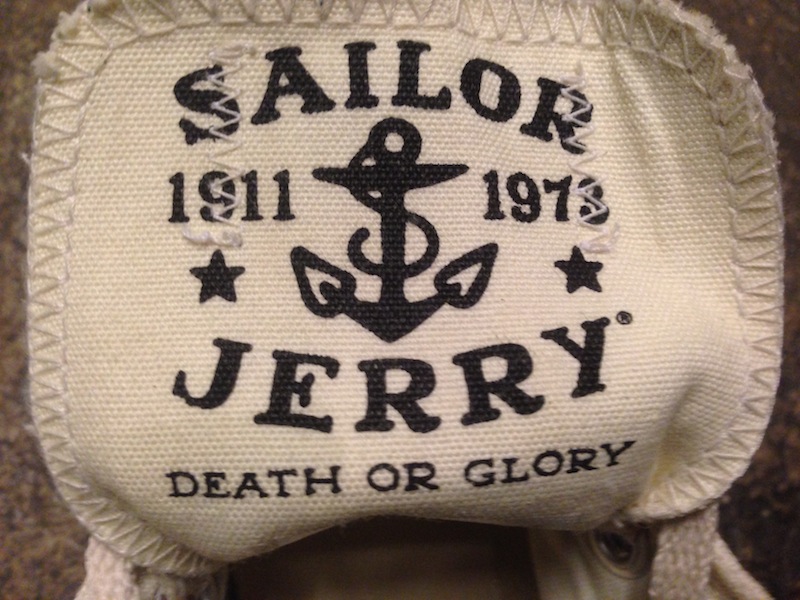 SAILOR
1911 1973
JERRY®
DEATH OR GLORY